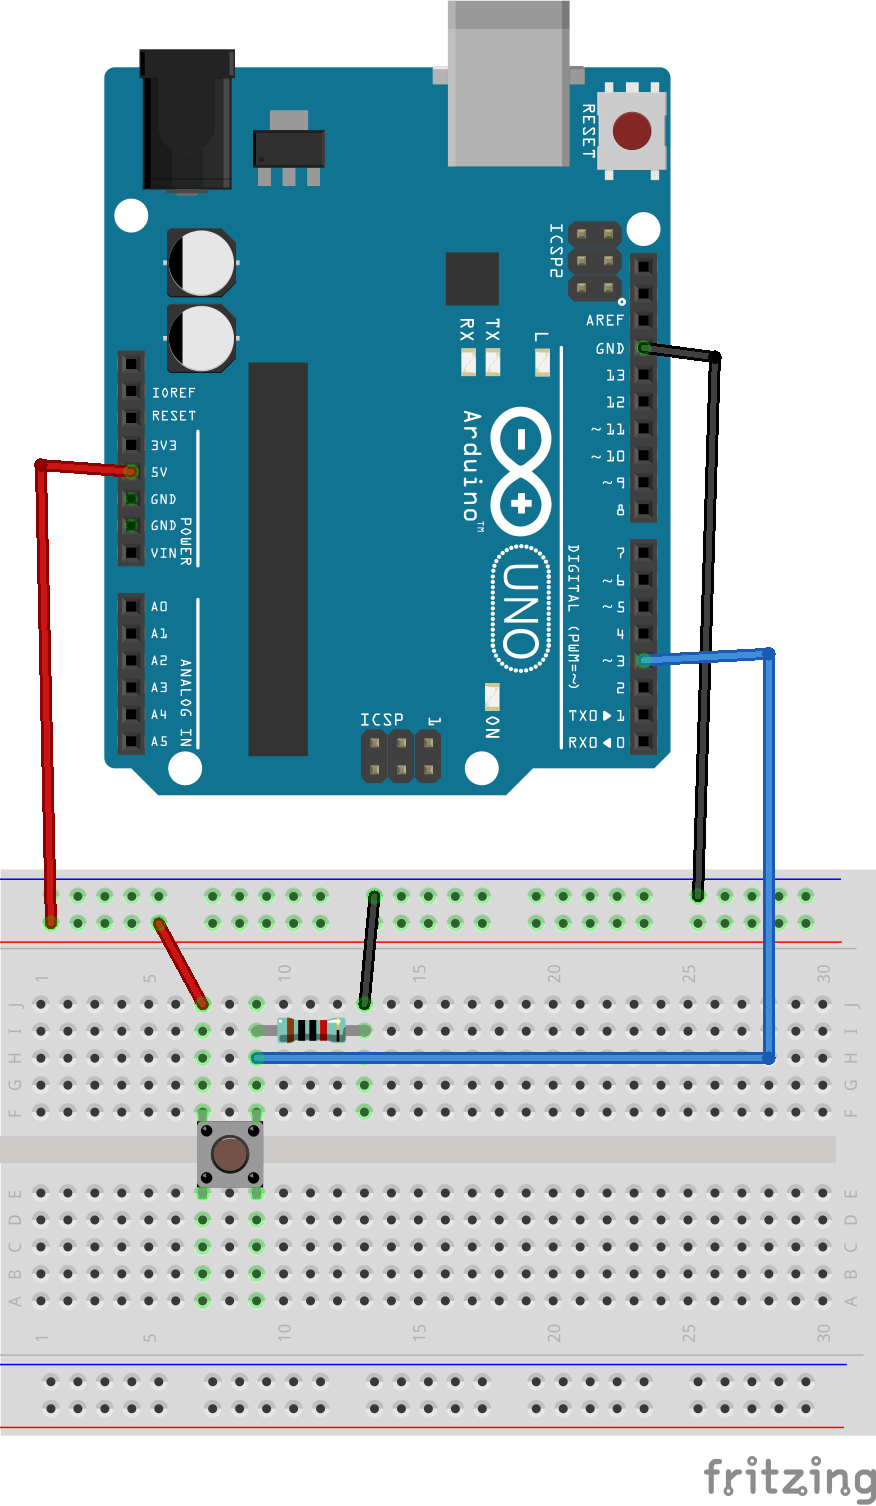 RESET
ICSP2
AREF
GND
13
12
~11
~10
~9
8
7
~6
~5
4
~3
2
TX0▶1
RX0◀0
DIGITAL (PWM=~)
RX
TX
L
Arduino™
UNO
ON
ICSP
1
IOREF
RESET
3V3
5V
GND
GND
VIN
POWER
A0
A1
A2
A3
A4
A5
ANALOG IN
1 5 10 15 20 25 30
J J
I I
H H
G G
F F
E E
D D
C C
B B
A A
1 5 10 15 20 25 30
fritzing